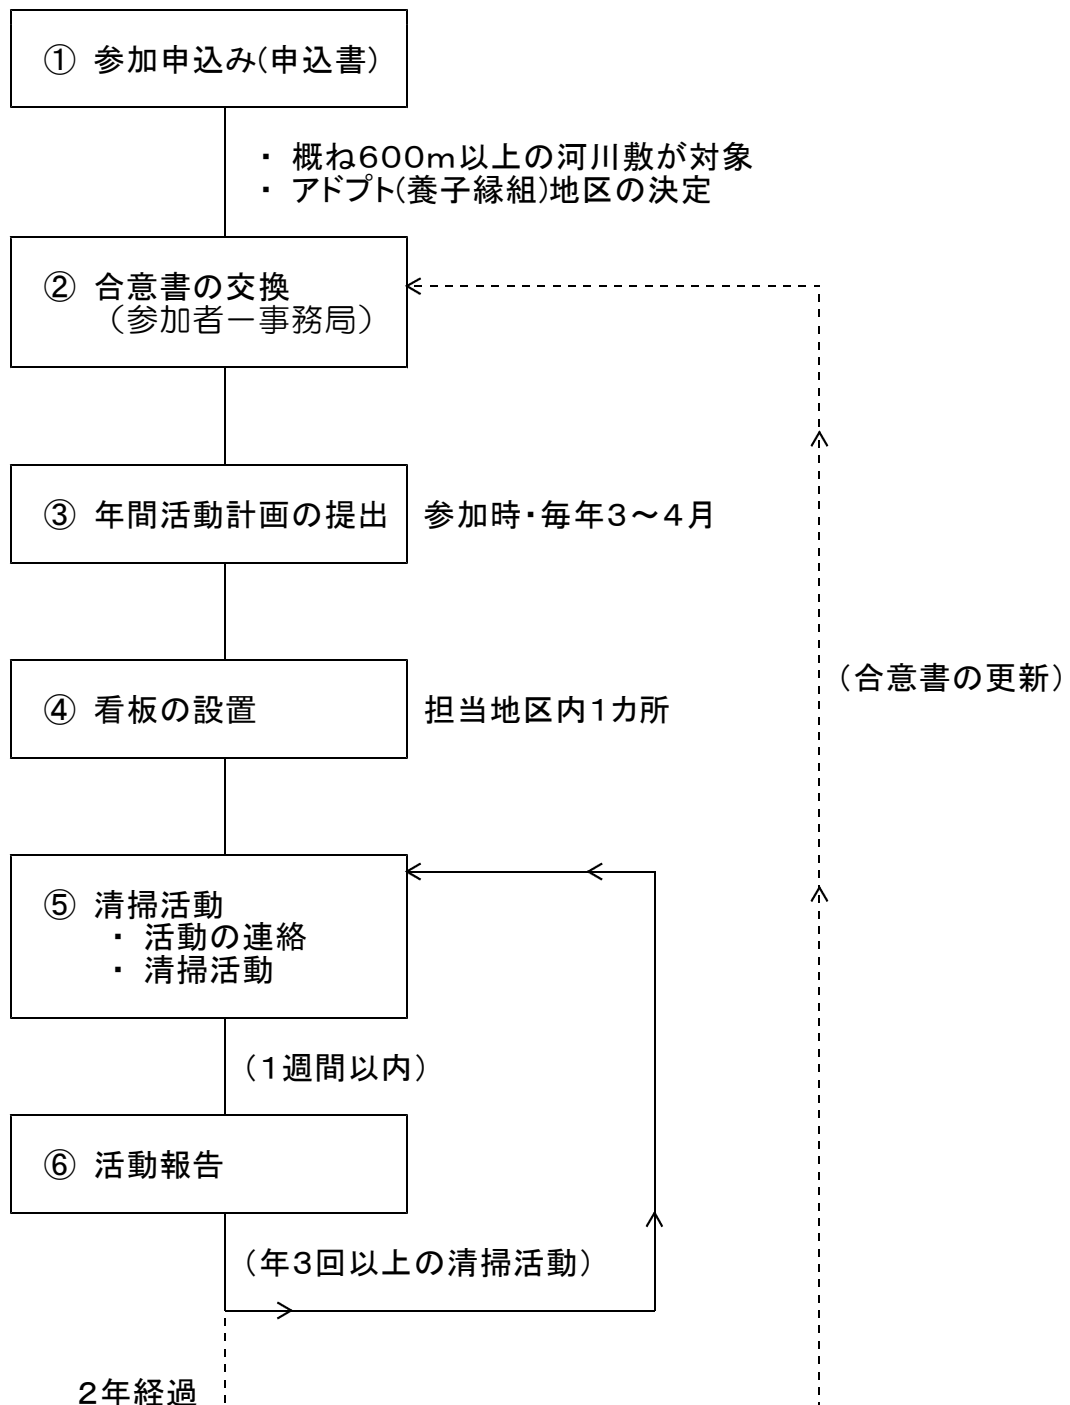 ① 参加申込み(申込書)
・ 概ね600m以上の河川敷が対象
・ アドプト(養子縁組)地区の決定
② 合意書の交換
（参加者－事務局）
③ 年間活動計画の提出 参加時・毎年3～4月
④ 看板の設置 担当地区内1カ所
(合意書の更新)
⑤ 清掃活動
・ 活動の連絡
・ 清掃活動
(1週間以内)
⑥ 活動報告
(年3回以上の清掃活動)
2年経過